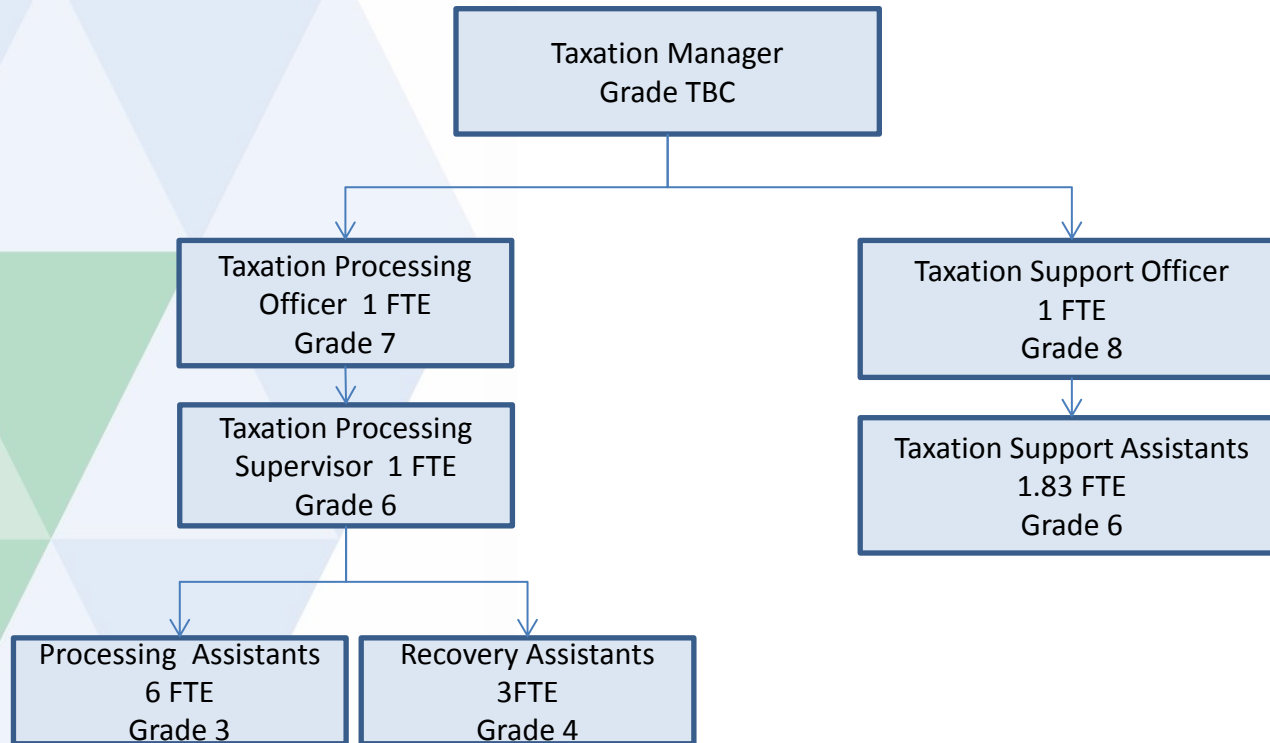 Taxation Manager
Grade TBC
Taxation Processing
Officer 1 FTE
Grade 7
Taxation Support Officer
1 FTE
Grade 8
Taxation Processing
Supervisor 1 FTE
Grade 6
Taxation Support Assistants
1.83 FTE
Grade 6
Processing Assistants
6 FTE
Grade 3
Recovery Assistants
3FTE
Grade 4